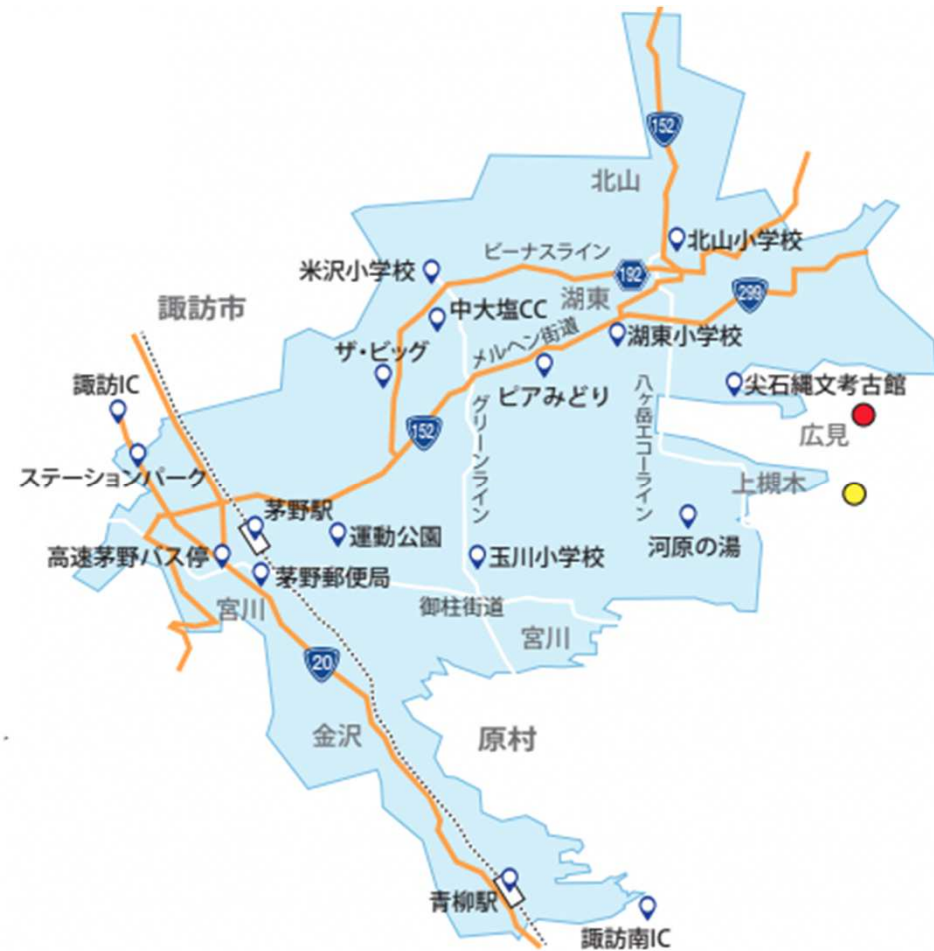 152
北山
北山小学校
ビーナスライン
米沢小学校
192
299
湖東
諏訪市
中大塩CC
メルヘン街道
湖東小学校
ザ・ビッグ
諏訪IC
ピアみどり
尖石縄文考古館
八ヶ岳エコーライン
グリーンライン
152
広見
ステーションパーク
上槻木
茅野駅
運動公園
河原の湯
高速茅野バス停
玉川小学校
茅野郵便局
宮川
御柱街道
宮川
20
金沢
原村
青柳駅
諏訪南IC